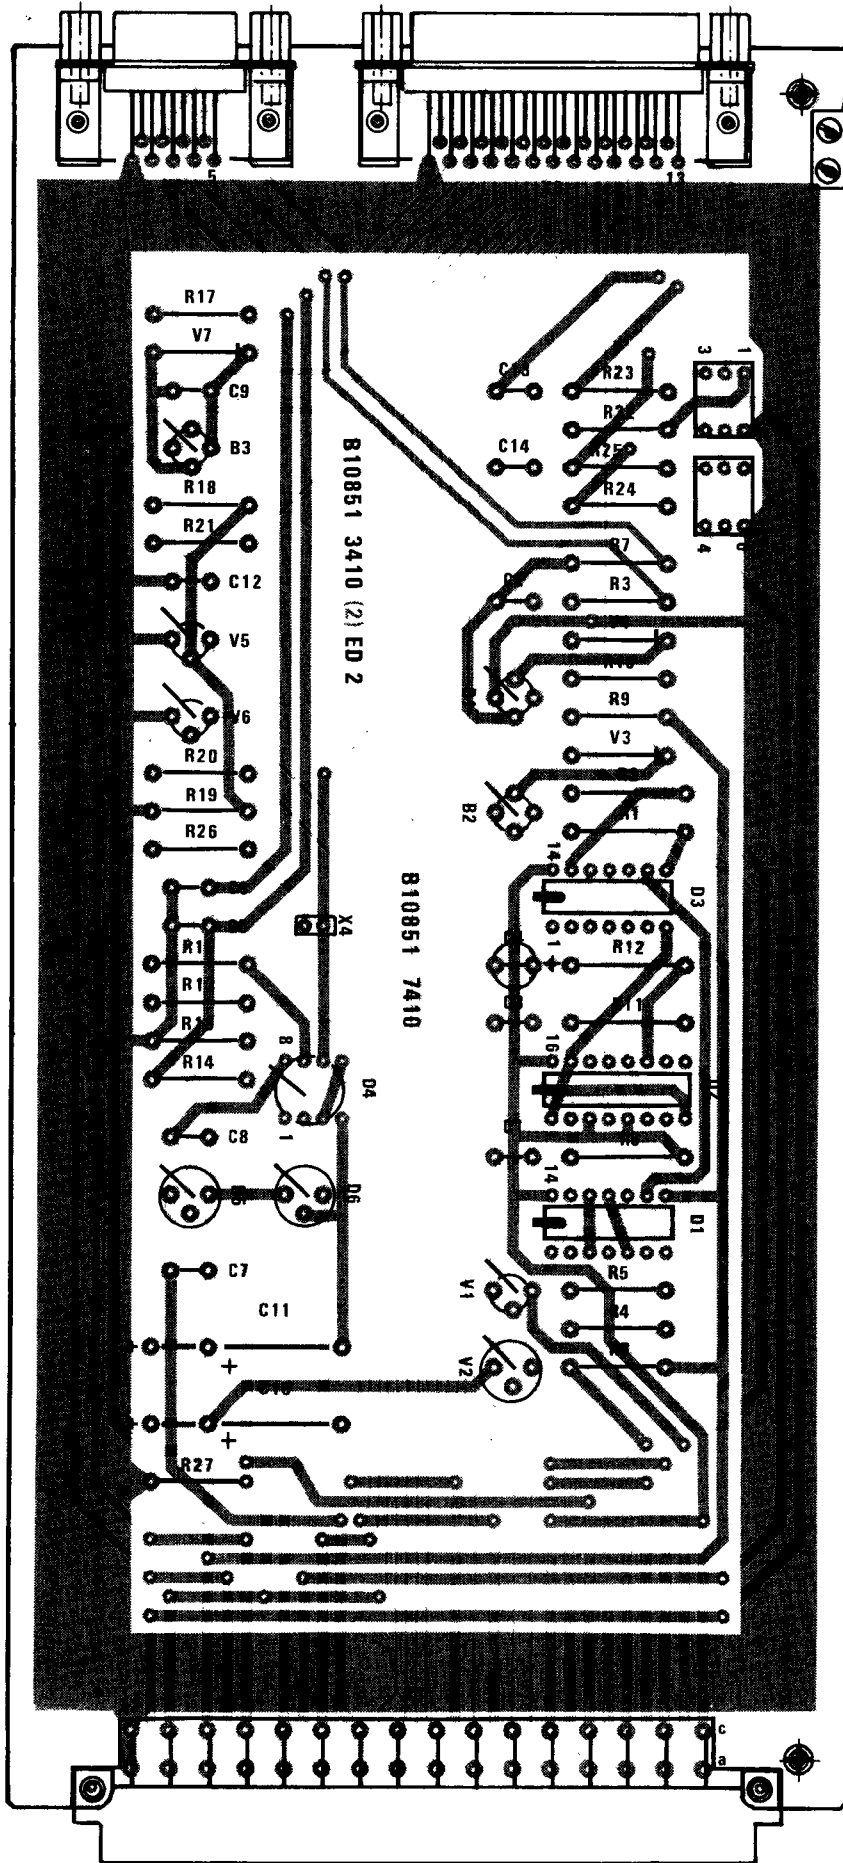 5
13
R17
V7
C9
B3
R18
R21
C12
V5
V6
R20
R19
R26
R14
C8
D6
C7
C11
+
+
R27
B10851 3410 (2) ED 2
B10851 7410
X4
8
1
D4
R23
C14
R24
3
1
4
R3
R9
V3
B2
14
D3
1
+
R12
16
14
D1
V1
R5
R4
V2
c
a